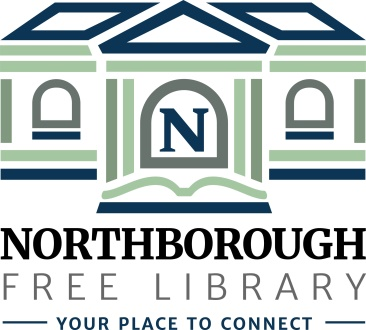 N
NORTHBOROUGH
FREE LIBRARY
YOUR PLACE TO CONNECT